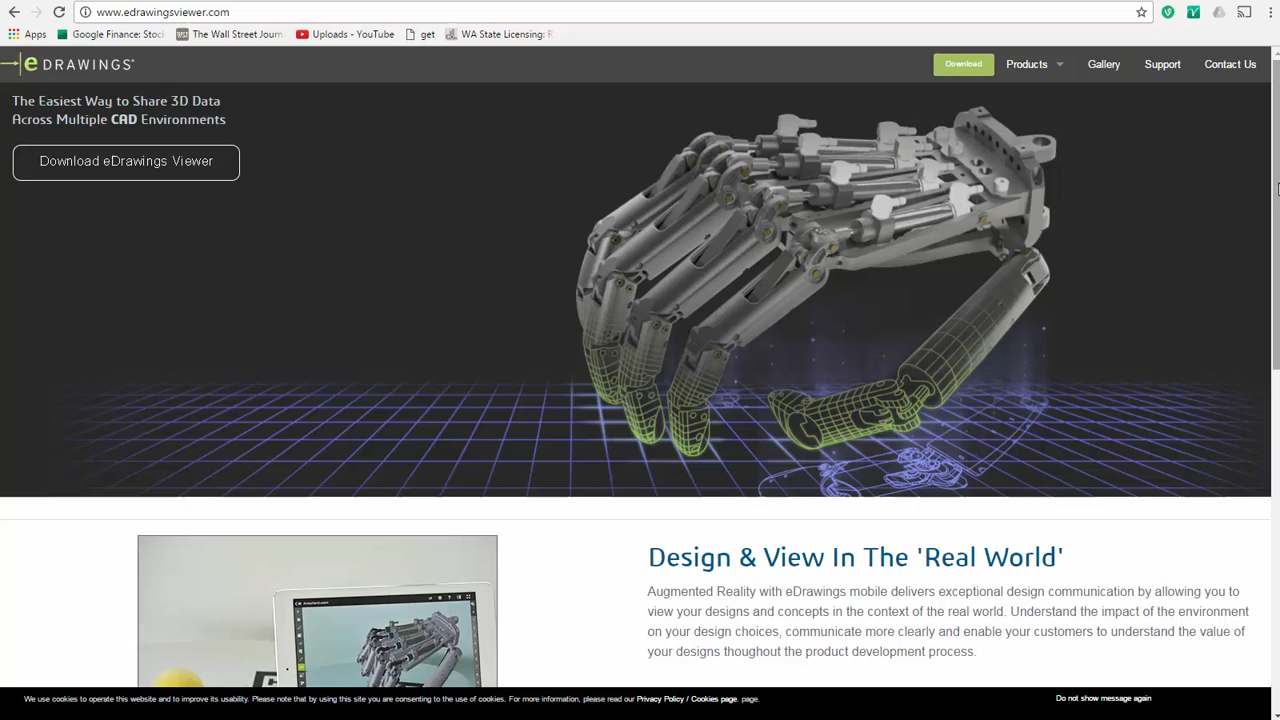 www.edrawingsviewer.com
Apps Google Finance: Stoc The Wall Street Journ Uploads - YouTube get WA State Licensing: R
eDRAWINGS®
Download Products Gallery Support Contact Us
The Easiest Way to Share 3D Data
Across Multiple CAD Environments
Download eDrawings Viewer
Design & View In The 'Real World'
Augmented Reality with eDrawings mobile delivers exceptional design communication by allowing you to
view your designs and concepts in the context of the real world. Understand the impact of the environment
on your design choices, communicate more clearly and enable your customers to understand the value of
your designs thoughout the product development process.
We use cookies to operate this website and to improve its usability. Please note that by using this site you are consenting to the use of cookies. For more information, please read our Privacy Policy / Cookies page. page.
Do not show message again